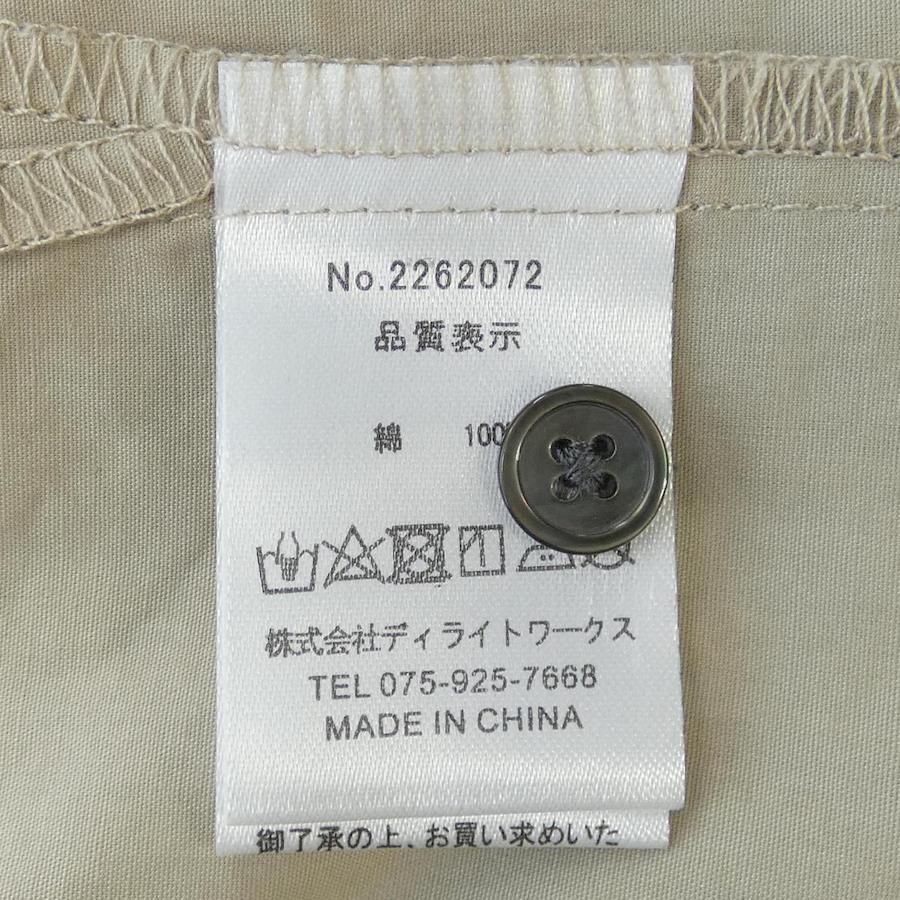 No.2262072
品質表示
綿 100
株式会社ディライトワークス
TEL 075-925-7668
MADE IN CHINA
御了承の上、お買い求めいた